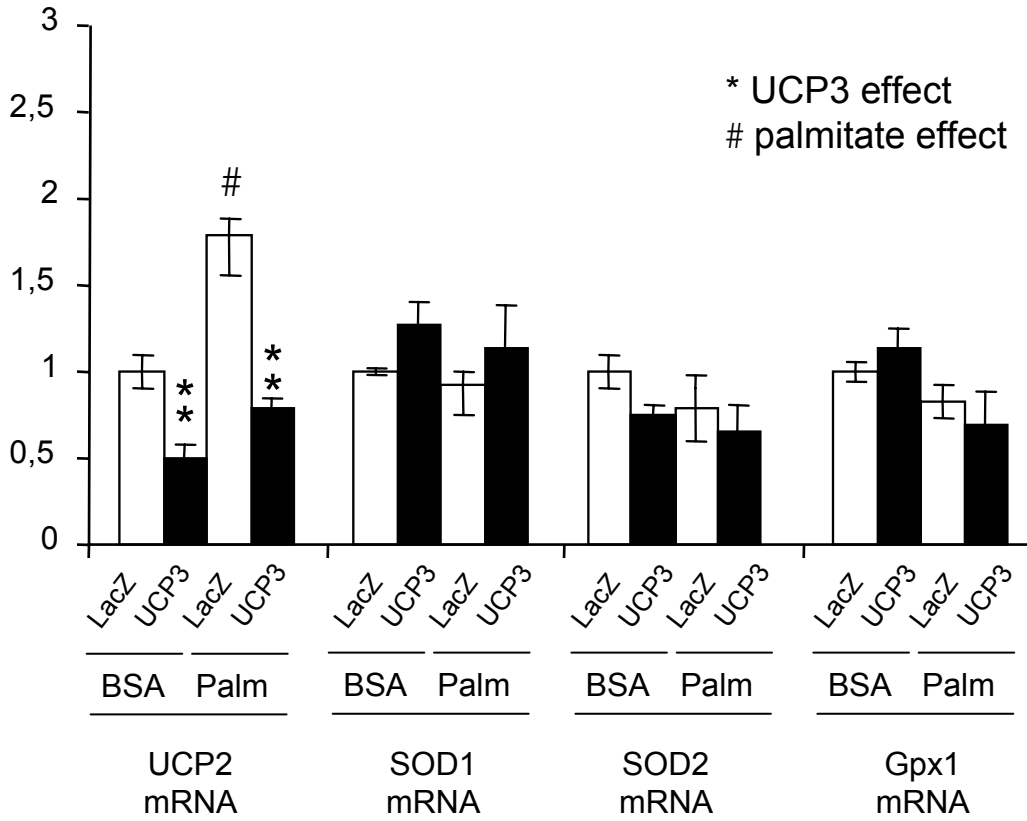 3
2,5
2
1,5
1
0,5
0
* UCP3 effect
# palmitate effect
#
**
**
LacZ UCP3 LacZ UCP3 LacZ UCP3 LacZ UCP3 LacZ UCP3 LacZ UCP3 LacZ UCP3 LacZ UCP3
BSA Palm BSA Palm BSA Palm BSA Palm
UCP2 SOD1 SOD2 Gpx1
mRNA mRNA mRNA mRNA